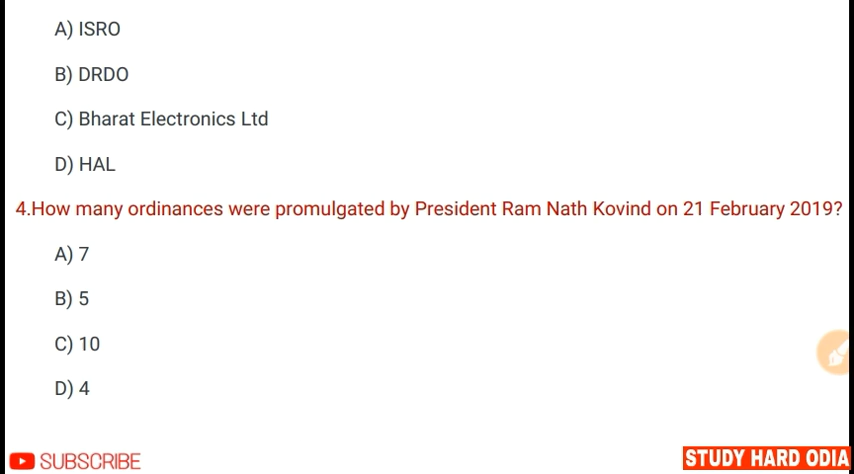 A) ISRO
B) DRDO
C) Bharat Electronics Ltd
D) HAL
4.How many ordinances were promulgated by President Ram Nath Kovind on 21 February 2019?
A) 7
B) 5
C) 10
D) 4
SUBSCRIBE
STUDY HARD ODIA